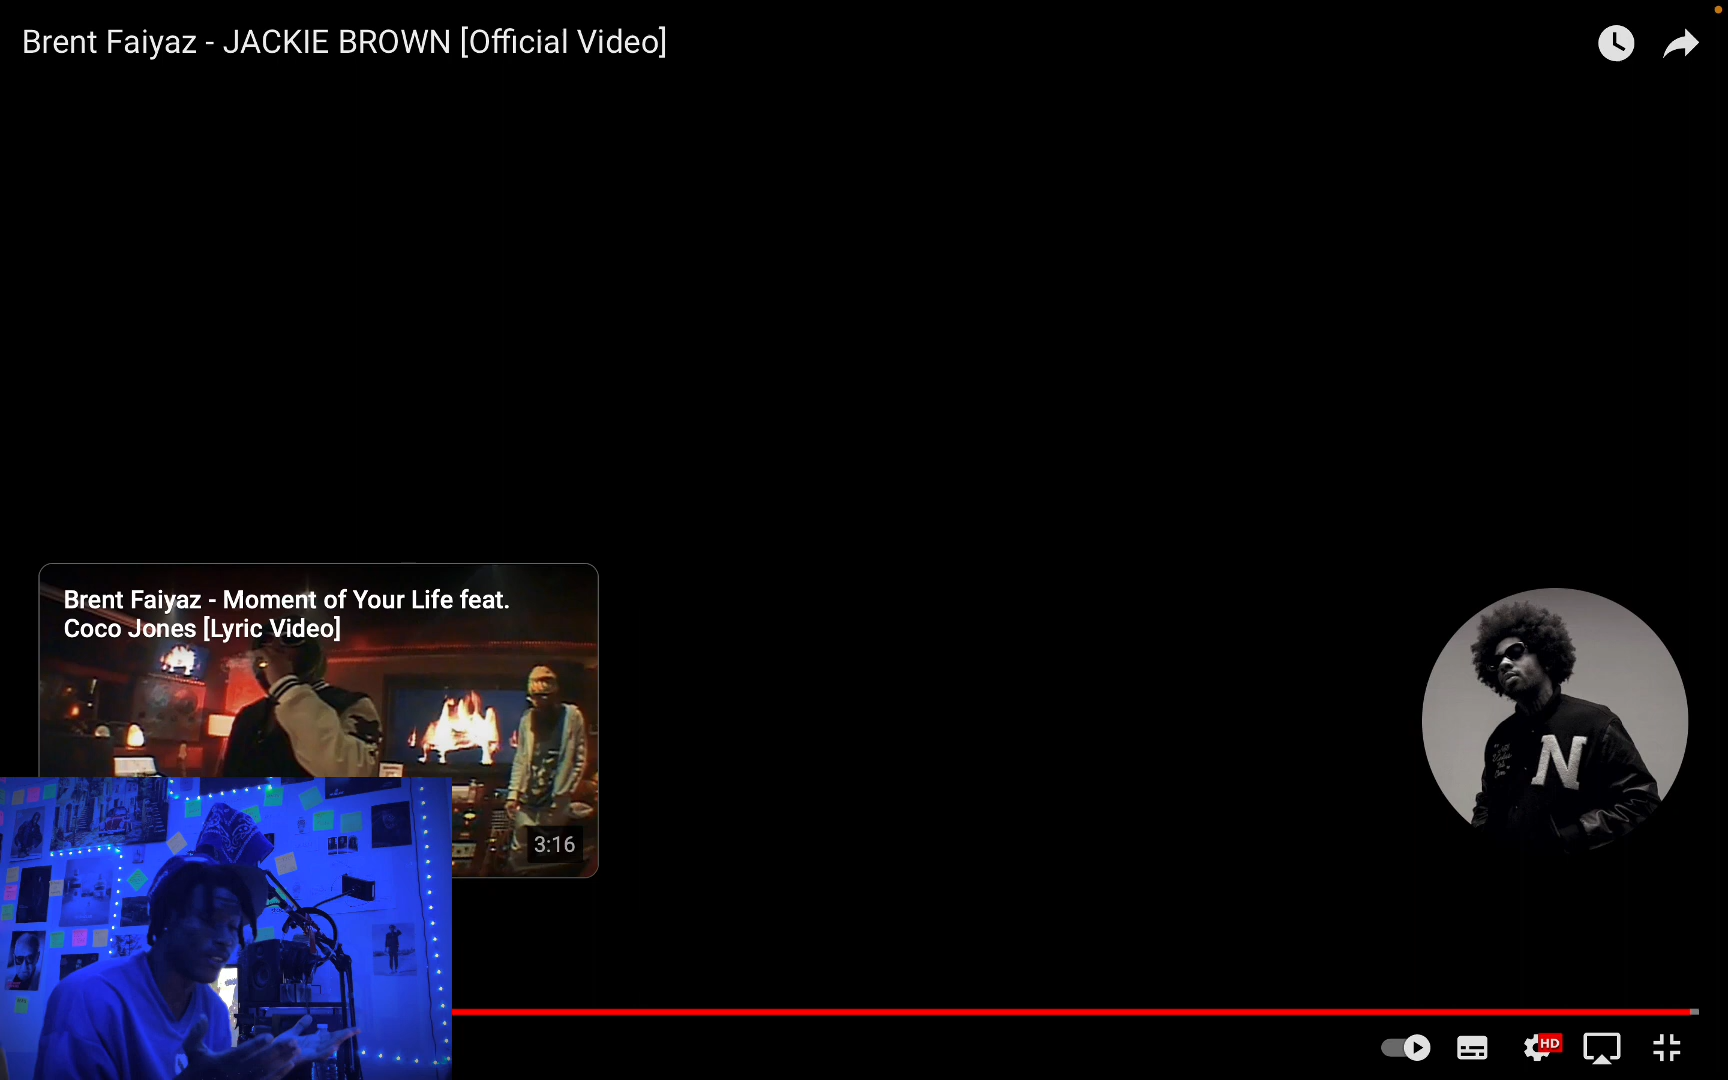 Brent Faiyaz - JACKIE BROWN [Official Video]
Brent Faiyaz - Moment of Your Life feat.
Coco Jones [Lyric Video]
N
3:16
HD